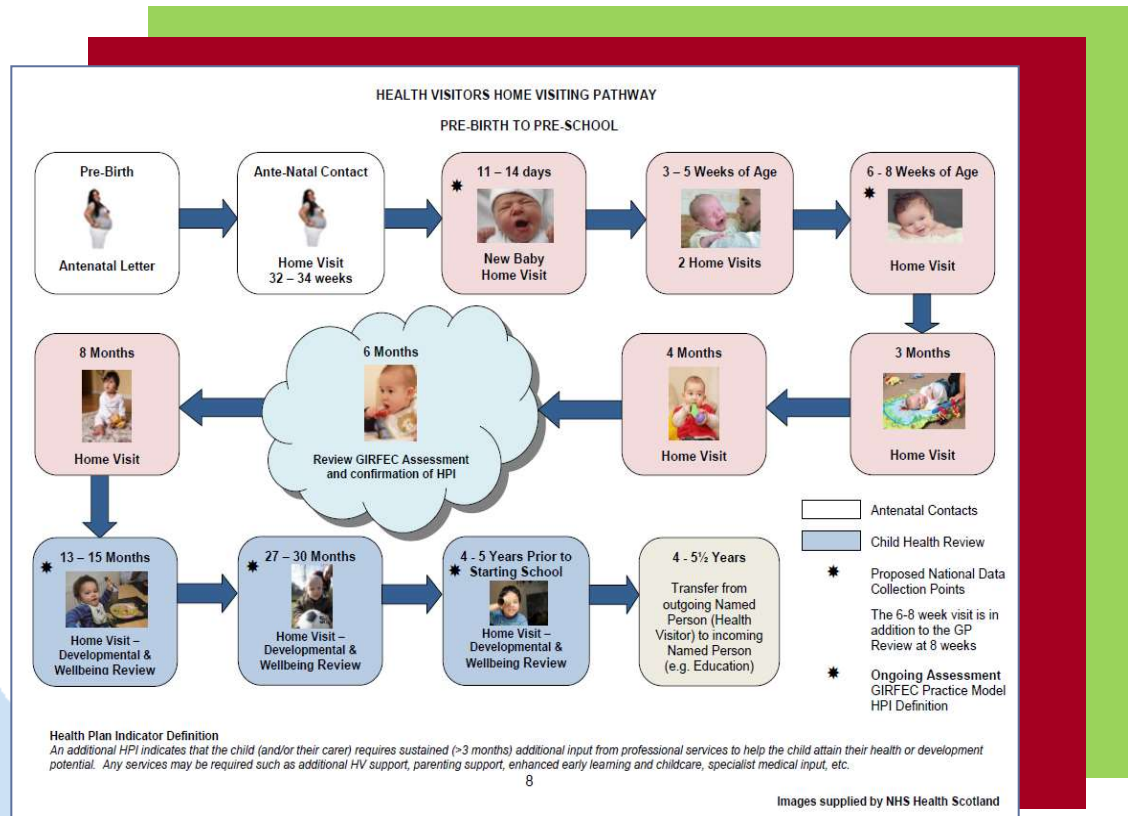 HEALTH VISITORS HOME VISITING PATHWAY
PRE-BIRTH TO PRE-SCHOOL
Pre-Birth
Antenatal Letter
Ante-Natal Contact
Home Visit
32 – 34 weeks
11 – 14 days
New Baby
Home Visit
3 – 5 Weeks of Age
2 Home Visits
6 - 8 Weeks of Age
Home Visit
8 Months
Home Visit
6 Months
Review GIRFEC Assessment
and confirmation of HPI
4 Months
Home Visit
3 Months
Home Visit
13 – 15 Months
Home Visit –
Developmental &
Wellbeing Review
27 – 30 Months
Home Visit –
Developmental &
Wellbeing Review
4 - 5 Years Prior to
Starting School
Home Visit –
Developmental &
Wellbeing Review
4 - 5½ Years
Transfer from
outgoing Named
Person (Health
Visitor) to incoming
Named Person
(e.g. Education)
Antenatal Contacts
Child Health Review
Proposed National Data
Collection Points
The 6-8 week visit is in
addition to the GP
Review at 8 weeks
Ongoing Assessment
GIRFEC Practice Model
HPI Definition
Health Plan Indicator Definition
An additional HPI indicates that the child (and/or their carer) requires sustained (>3 months) additional input from professional services to help the child attain their health or development
potential. Any services may be required such as additional HV support, parenting support, enhanced early learning and childcare, specialist medical input, etc.
8
Images supplied by NHS Health Scotland